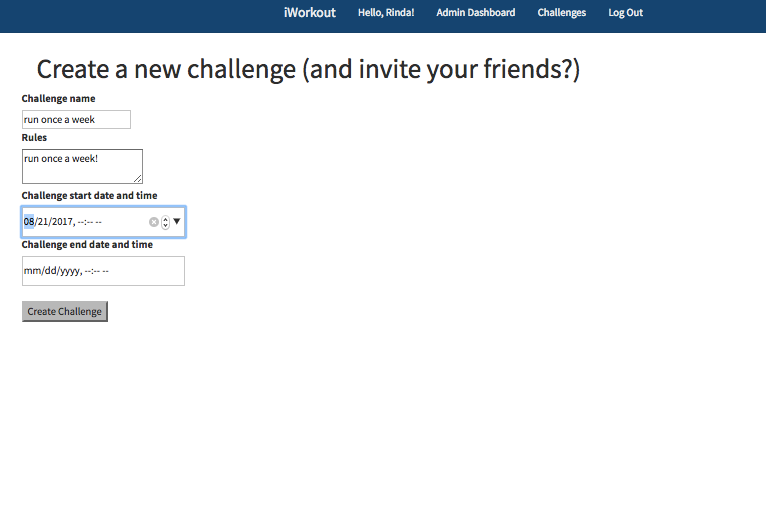 iWorkout Hello, Rinda! Admin Dashboard Challenges Log Out
Create a new challenge (and invite your friends?)
Challenge name
run once a week
Rules
run once a week!
Challenge start date and time
08/21/2017, --:-- --
Challenge end date and time
mm/dd/yyyy, --:-- --
Create Challenge